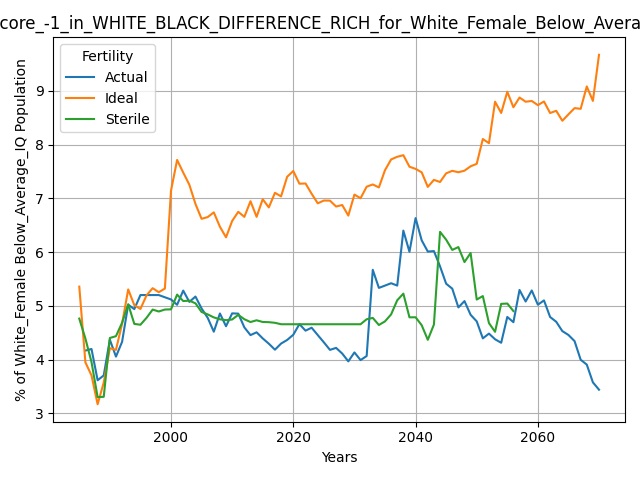 core_-1_in_WHITE_BLACK_DIFFERENCE_RICH_for_White_Female_Below_Avera
Fertility
Actual
Ideal
Sterile
% of White_Female Below_Average_IQ Population
9
8
7
6
5
4
3
2000
2020
2040
2060
Years